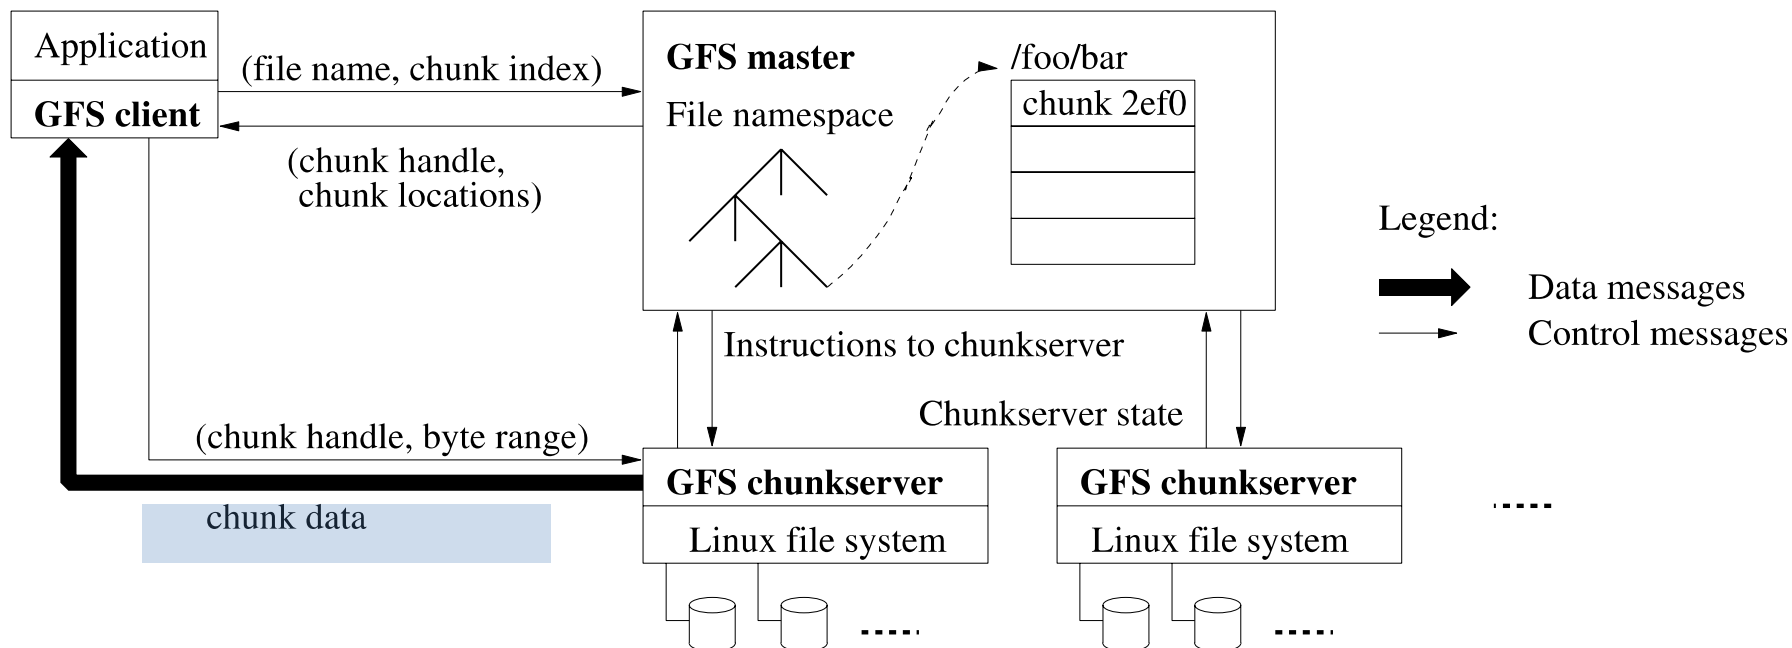 Application
GFS client
(file name, chunk index)
(chunk handle,
chunk locations)
GFS master
File namespace
/foo/bar
chunk 2ef0
Legend:
Data messages
Control messages
Instructions to chunkserver
Chunkserver state
(chunk handle, byte range)
chunk data
GFS chunkserver
Linux file system
GFS chunkserver
Linux file system